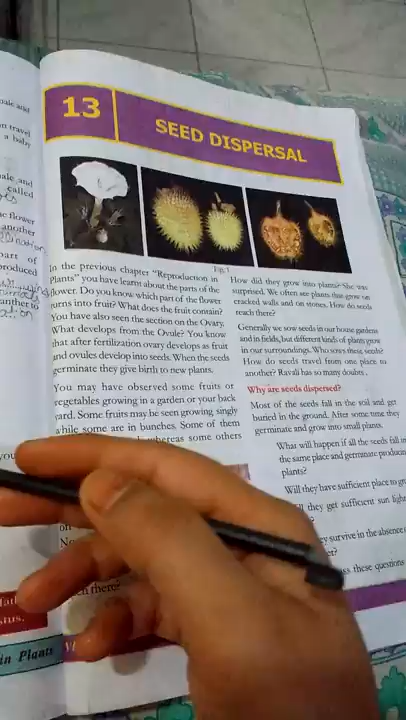 13
SEED DISPERSAL
Fig-1
In the previous chapter "Reproduction in
Plants" you have learnt about the parts of the
flower. Do you know which part of the flower
turns into fruit? What does the fruit contain?
You have also seen the section on the Ovary.
What develops from the Ovule? You know
that after fertilization ovary develops as fruit
and ovules develop into seeds. When the seeds
germinate they give birth to new plants.
You may have observed some fruits or
vegetables growing in a garden or your back
yard. Some fruits may be seen growing singly
while some are in bunches. Some of them
whereas some others
How did they grow into plants? She was
surprised. We often see plants that grow on
cracked walls and on stones. How do seeds
reach there?
Generally we sow seeds in our house gardens
and in fields, but different kinds of plants grow
in our surroundings. Who sows these seeds?
How do seeds travel from one place to
another? Ravali has so many doubts.
Why are seeds dispersed?
Most of the seeds fall in the soil and get
buried in the ground. After some time they
germinate and grow into small plants.
What will happen if all the seeds fall in
the same place and germinate producing
plants?
Will they have sufficient place to
they get sufficient sun light
survive in the absence
these questions
there?
in Plants